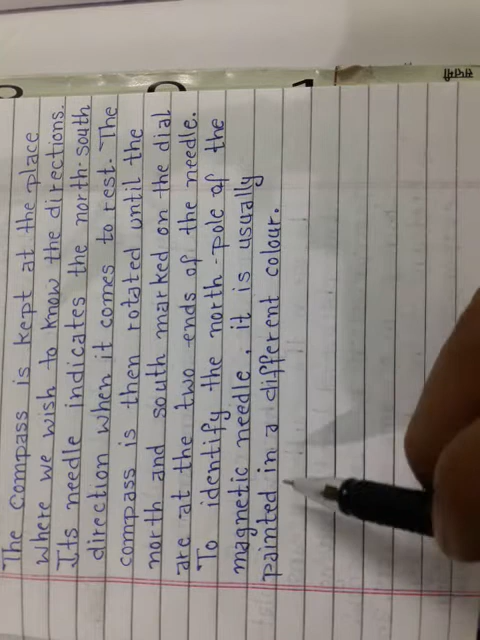 The compass is kept at the place
where we wish to know the directions.
Its needle indicates the north-south
direction when it comes to rest. The
compass is then rotated until the
north and south marked on the dial
are at the two ends of the needle.
To identify the north-pole of the
magnetic needle, it is usually
painted in a different colour.